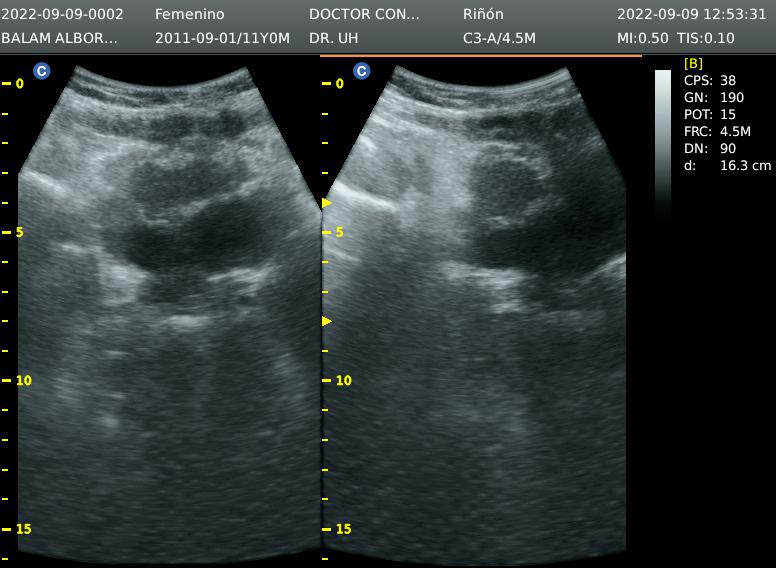 2022-09-09-0002 Femenino DOCTOR CON... Riñón 2022-09-09 12:53:31
BALAM ALBOR... 2011-09-01/11Y0M DR. UH C3-A/4.5M MI:0.50 TIS:0.10
C
C
[B]
CPS: 38
GN: 190
POT: 15
FRC: 4.5M
DN: 90
d: 16.3 cm
0
5
10
15
0
5
10
15